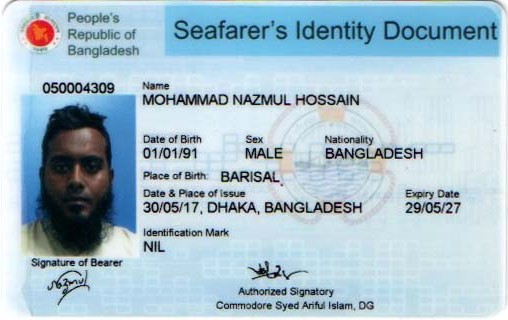 People's
Republic of
Bangladesh
Seafarer's Identity Document
050004309
Name
MOHAMMAD NAZMUL HOSSAIN
Date of Birth Sex Nationality
01/01/91 MALE BANGLADESH
Place of Birth: BARISAL.
Date & Place of Issue Expiry Date
30/05/17, DHAKA, BANGLADESH 29/05/27
Identification Mark
NIL
Signature of Bearer
Authorized Signatory
Commodore Syed Ariful Islam, DG